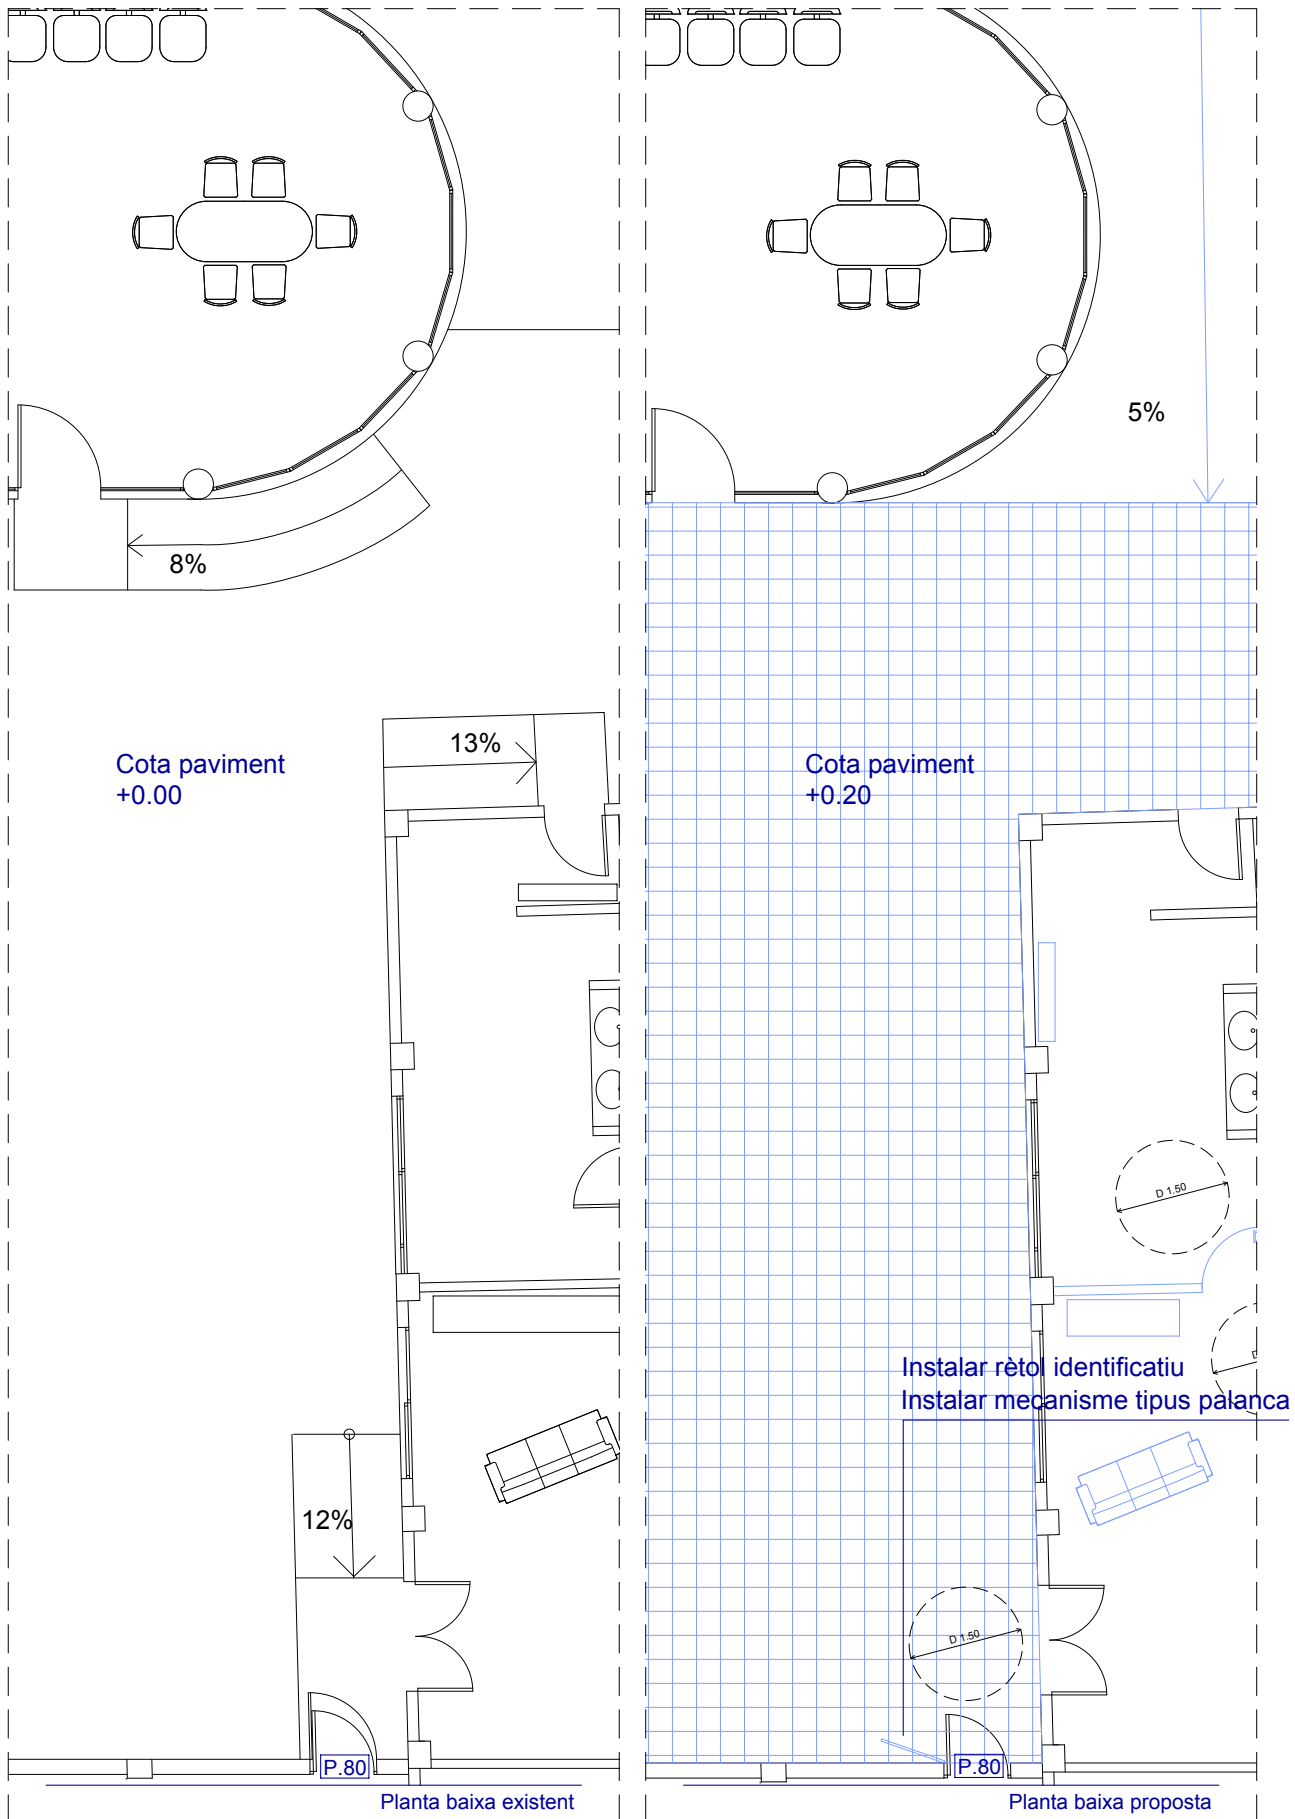 5%
8%
13%
Cota paviment
+0.00
Cota paviment
+0.20
D 1.50
Instalar rètol identificatiu
Instalar mecanisme tipus palanca
12%
D 1.50
P.80
P.80
Planta baixa existent
Planta baixa proposta